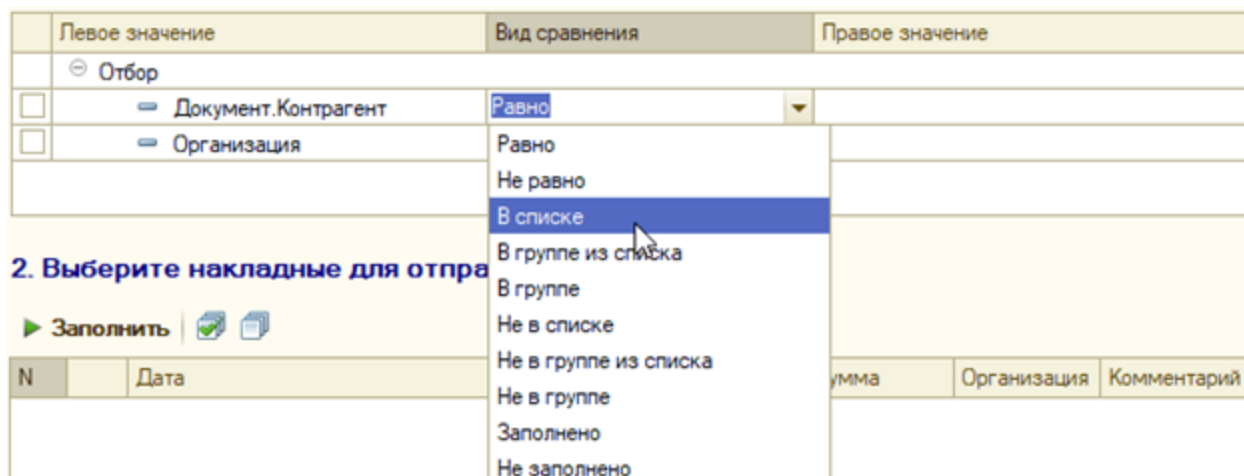 Левое значение Вид сравнения Правое значение
Отбор
Документ.Контрагент Равно
Организация Равно
Не равно
В списке
В группе из списка
2. Выберите накладные для отпра
В группе
Заполнить Не в списке
Не в группе из списка
N Дата умма Организация Комментарий
Не в группе
Заполнено
Не заполнено